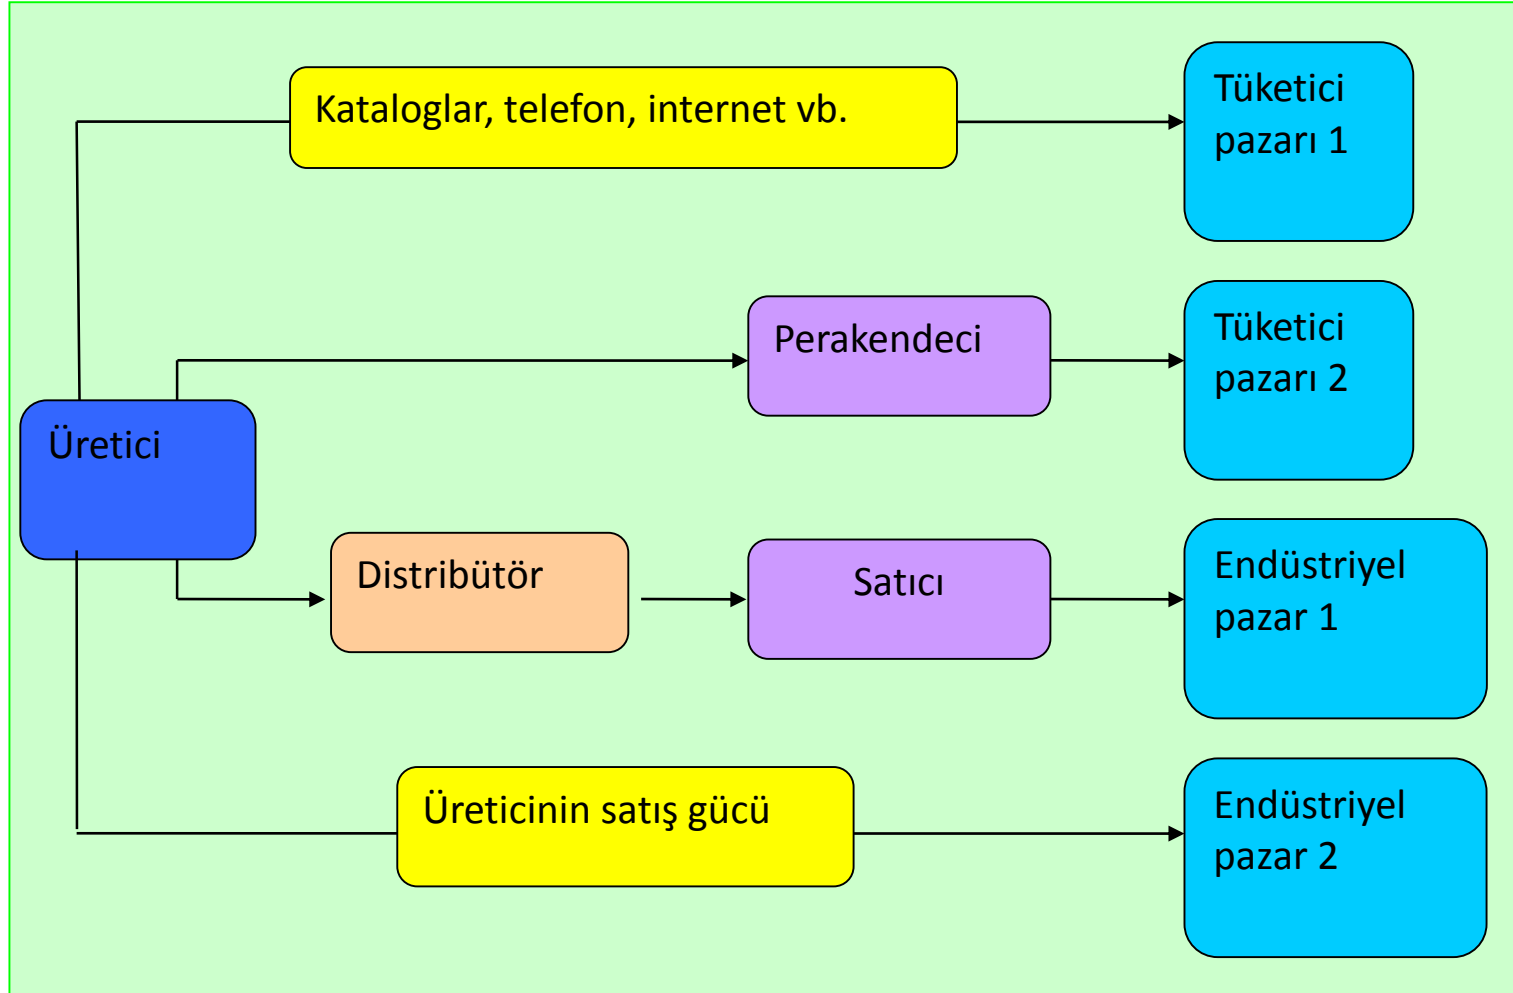 Kataloglar, telefon, internet vb.
Tüketici
pazarı 1
Perakendeci
Tüketici
pazarı 2
Üretici
Distribütör
Satıcı
Endüstriyel
pazar 1
Üreticinin satış gücü
Endüstriyel
pazar 2